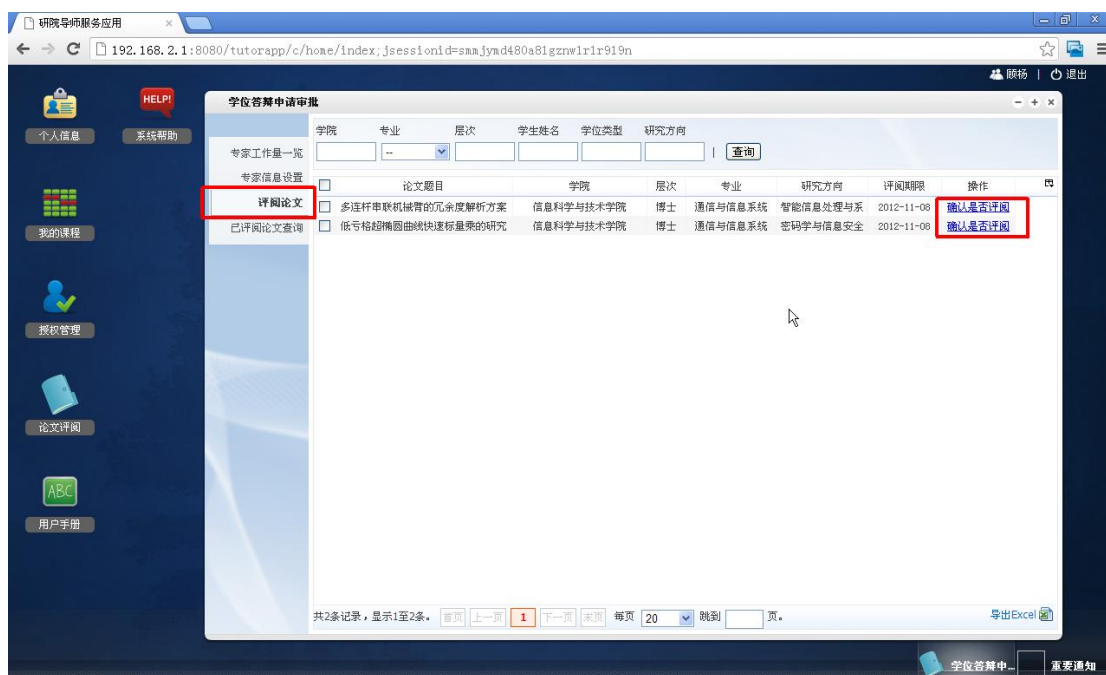 研院导师服务应用
192.168.2.1:8080/tutorapp/c/home/index;jsessionid=smmjymd480a81gznw1r1r919n
顾杨 | 退出
HELP!
个人信息 系统帮助
我的课程
授权管理
论文评阅
ABC
用户手册
学位答辩申请审批
专家工作量一览
专家信息设置
评阅论文
已评阅论文查询
学院 专业 层次 学生姓名 学位类型 研究方向
-- | 查询
论文题目 学院 层次 专业 研究方向 评阅期限 操作
多连杆串联机械臂的冗余度解析方案 信息科学与技术学院 博士 通信与信息系统 智能信息处理与系 2012-11-08 确认是否评阅
低亏格超椭圆曲线快速标量乘的研究 信息科学与技术学院 博士 通信与信息系统 密码学与信息安全 2012-11-08 确认是否评阅
共2条记录，显示1至2条。 首页 上一页 1 下一页 末页 每页 20 跳到 页。 导出Excel
学位答辩申… 重要通知